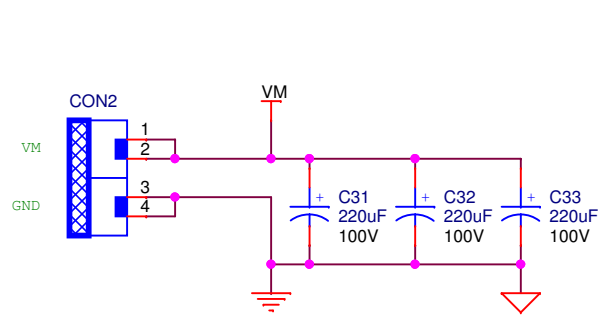 VM
CON2
1
VM
2
3
GND
4
+ C31
220uF
100V
+ C32
220uF
100V
+ C33
220uF
100V